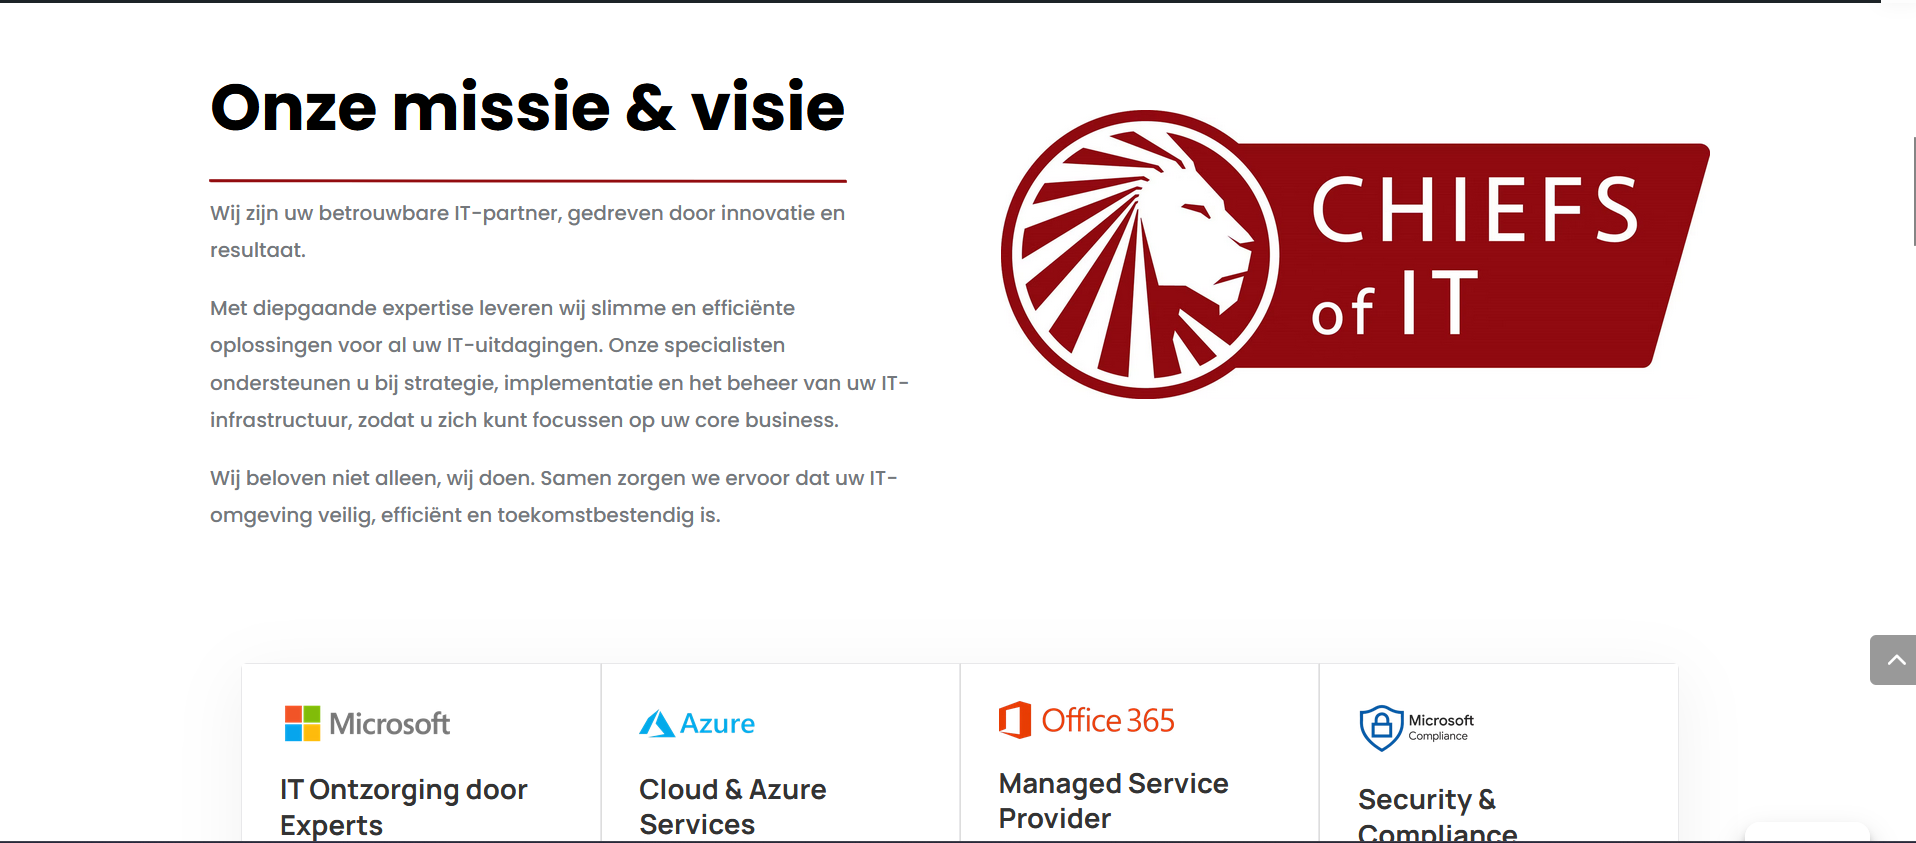 Onze missie & visie
Wij zijn uw betrouwbare IT-partner, gedreven door innovatie en
resultaat.
Met diepgaande expertise leveren wij slimme en efficiënte
oplossingen voor al uw IT-uitdagingen. Onze specialisten
ondersteunen u bij strategie, implementatie en het beheer van uw IT-
infrastructuur, zodat u zich kunt focussen op uw core business.
Wij beloven niet alleen, wij doen. Samen zorgen we ervoor dat uw IT-
omgeving veilig, efficiënt en toekomstbestendig is.
CHIEFS
of IT
Microsoft
IT Ontzorging door
Experts
Azure
Cloud & Azure
Services
Office 365
Managed Service
Provider
Microsoft
Compliance
Security &
Compliance